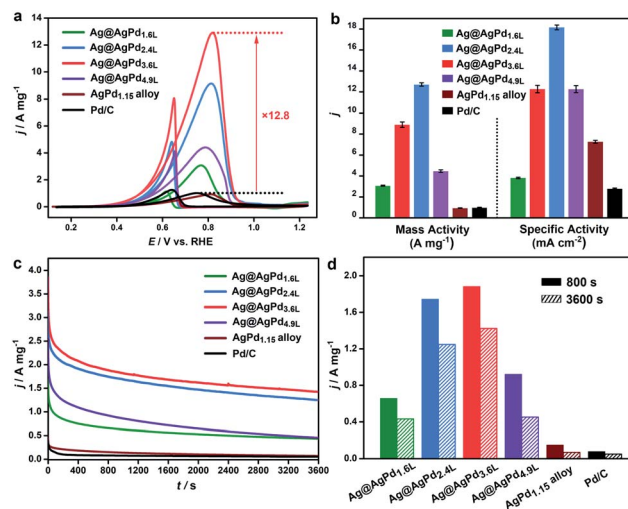 a
j / A mg⁻¹
14
12
10
8
6
4
2
0
0.2 0.4 0.6 0.8 1.0 1.2
E / V vs. RHE
Ag@AgPd1.6L
Ag@AgPd2.4L
Ag@AgPd3.6L
Ag@AgPd4.9L
AgPd1.15 alloy
Pd/C
×12.8
b
j
18
16
14
12
10
8
6
4
2
0
Ag@AgPd1.6L
Ag@AgPd2.4L
Ag@AgPd3.6L
Ag@AgPd4.9L
AgPd1.15 alloy
Pd/C
Mass Activity
(A mg⁻¹)
Specific Activity
(mA cm⁻²)
c
j / A mg⁻¹
4.0
3.5
3.0
2.5
2.0
1.5
1.0
0.5
0.0
0 400 800 1200 1600 2000 2400 2800 3200 3600
t / s
Ag@AgPd1.6L
Ag@AgPd2.4L
Ag@AgPd3.6L
Ag@AgPd4.9L
AgPd1.15 alloy
Pd/C
d
j / A mg⁻¹
2.0
1.6
1.2
0.8
0.4
0.0
800 s
3600 s
Ag@AgPd1.6L
Ag@AgPd2.4L
Ag@AgPd3.6L
Ag@AgPd4.9L
AgPd1.15 alloy
Pd/C